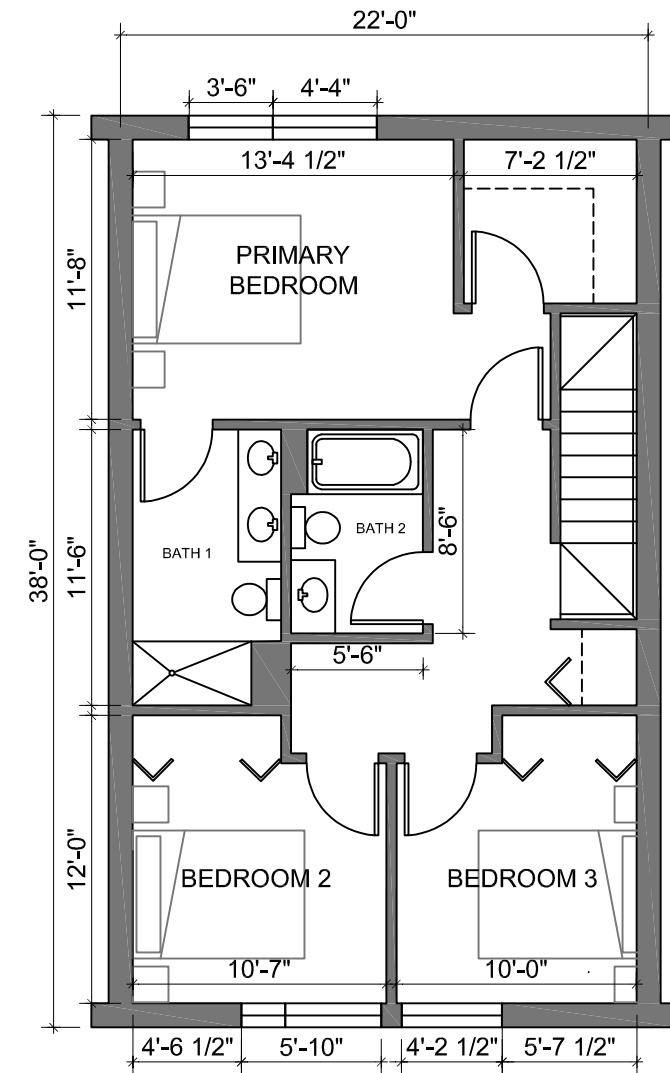 22'-0"
3'-6"
4'-4"
13'-4 1/2"
7'-2 1/2"
PRIMARY
BEDROOM
11'-8"
38'-0"
11'-6"
BATH 1
BATH 2
8'-6"
5'-6"
12'-0"
BEDROOM 2
BEDROOM 3
10'-7"
10'-0"
4'-6 1/2"
5'-10"
4'-2 1/2"
5'-7 1/2"